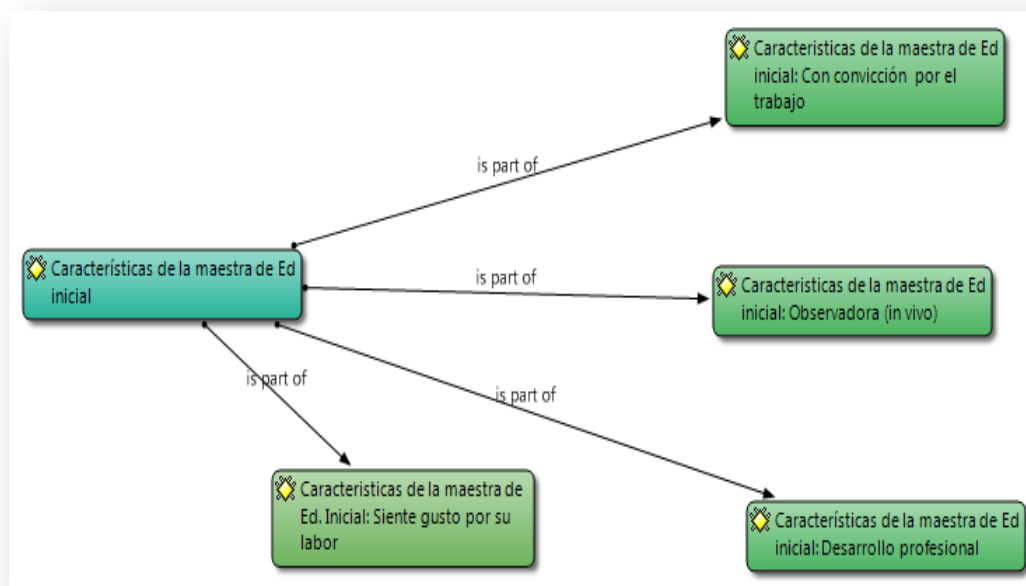 Caracteristicas de la maestra de Ed
inicial: Con convicción por el
trabajo
is part of
Características de la maestra de Ed
inicial
is part of
Caracteristicas de la maestra de Ed
inicial: Observadora (in vivo)
is part of
is part of
Caracteristicas de la maestra de
Ed. Inicial: Siente gusto por su
labor
Características de la maestra de Ed
inicial: Desarrollo profesional